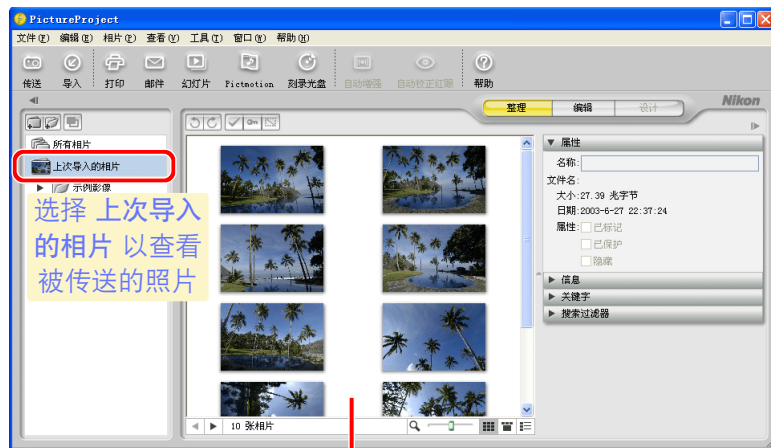 PictureProject
文件(F) 编辑(E) 相片(P) 查看(V) 工具(T) 窗口(W) 帮助(H)
传送 导入 打印 邮件 幻灯片 Pictmotion 刻录光盘 自动增强 自动校正红眼 帮助
整理 编辑 设计 Nikon
所有相片
上次导入的相片
示例影像
选择 上次导入
的相片 以查看
被传送的照片
10 张相片
属性
名称:
文件名:
大小:27.39 兆字节
日期:2003-6-27 22:37:24
属性: 已标记
已保护
隐藏
信息
关键字
搜索过滤器